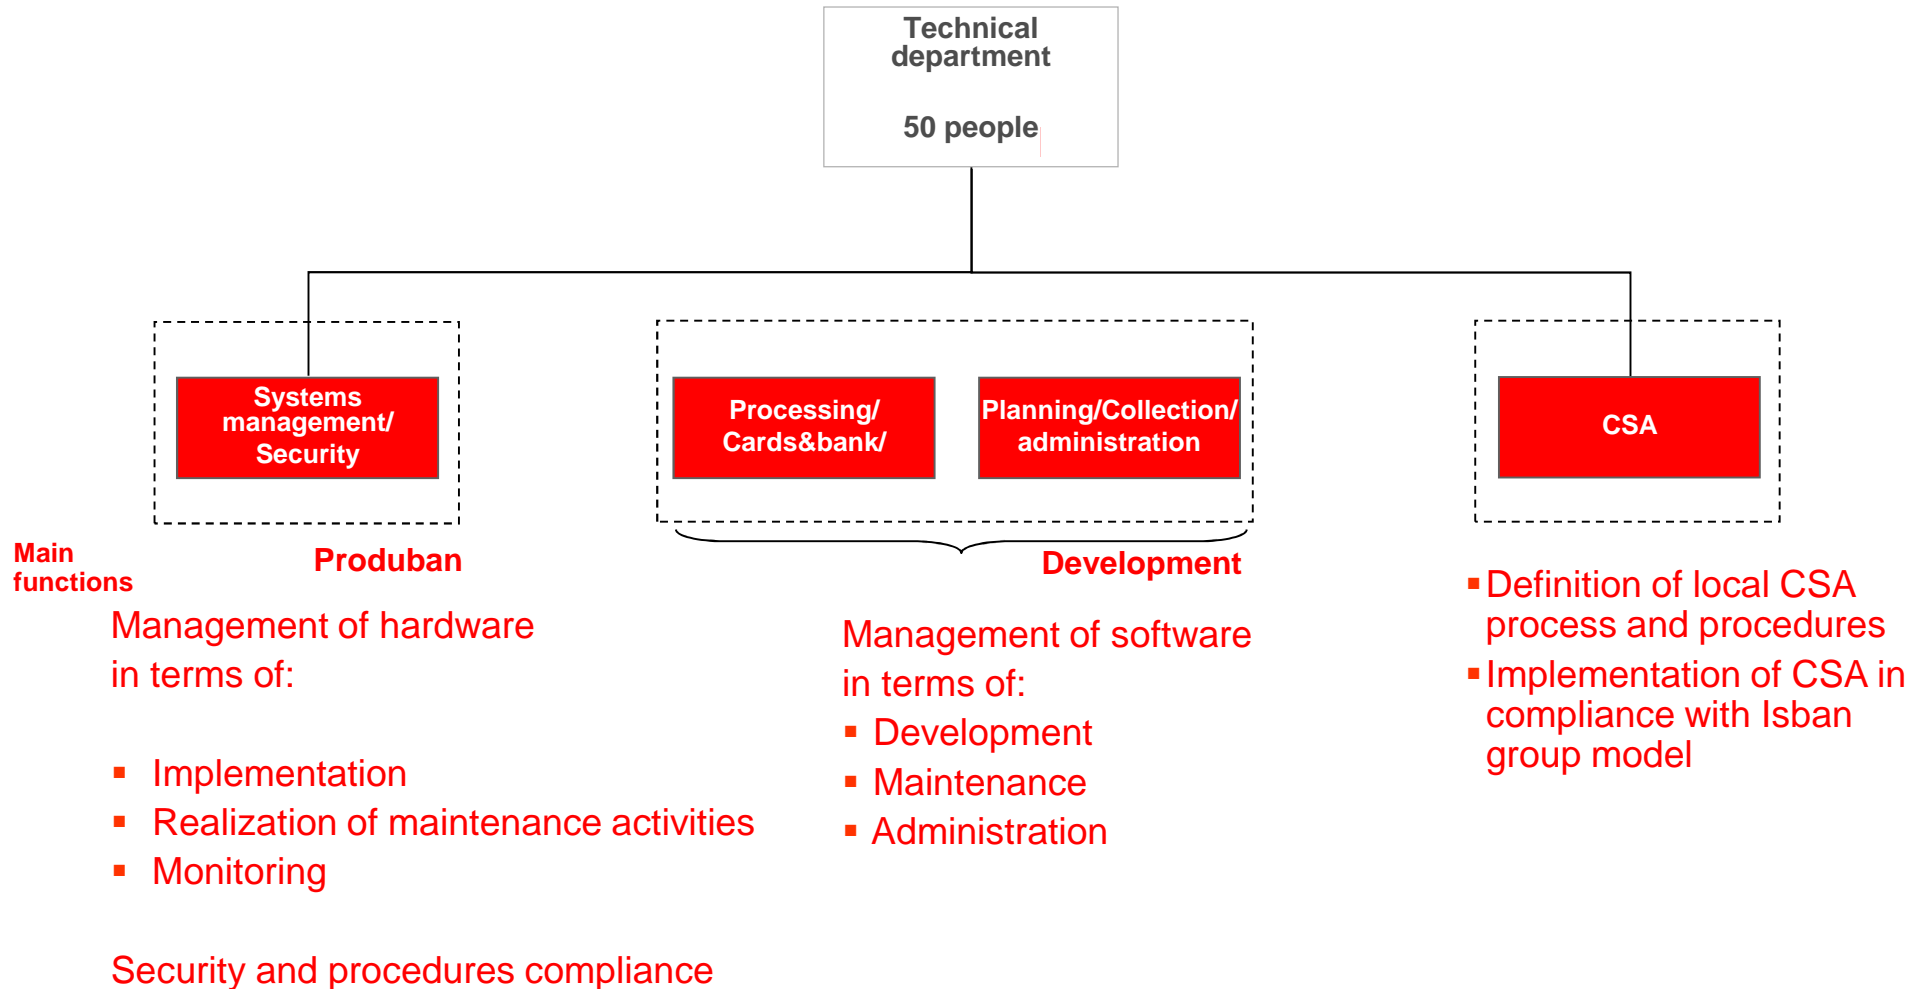 Technical
department
50 people
Systems
management/
Security
Processing/
Cards&bank/
Planning/Collection/
administration
CSA
Main
functions
Produban
Management of hardware
in terms of:
▪ Implementation
▪ Realization of maintenance activities
▪ Monitoring
Security and procedures compliance
Development
Management of software
in terms of:
▪ Development
▪ Maintenance
▪ Administration
▪ Definition of local CSA
process and procedures
▪ Implementation of CSA in
compliance with Isban
group model